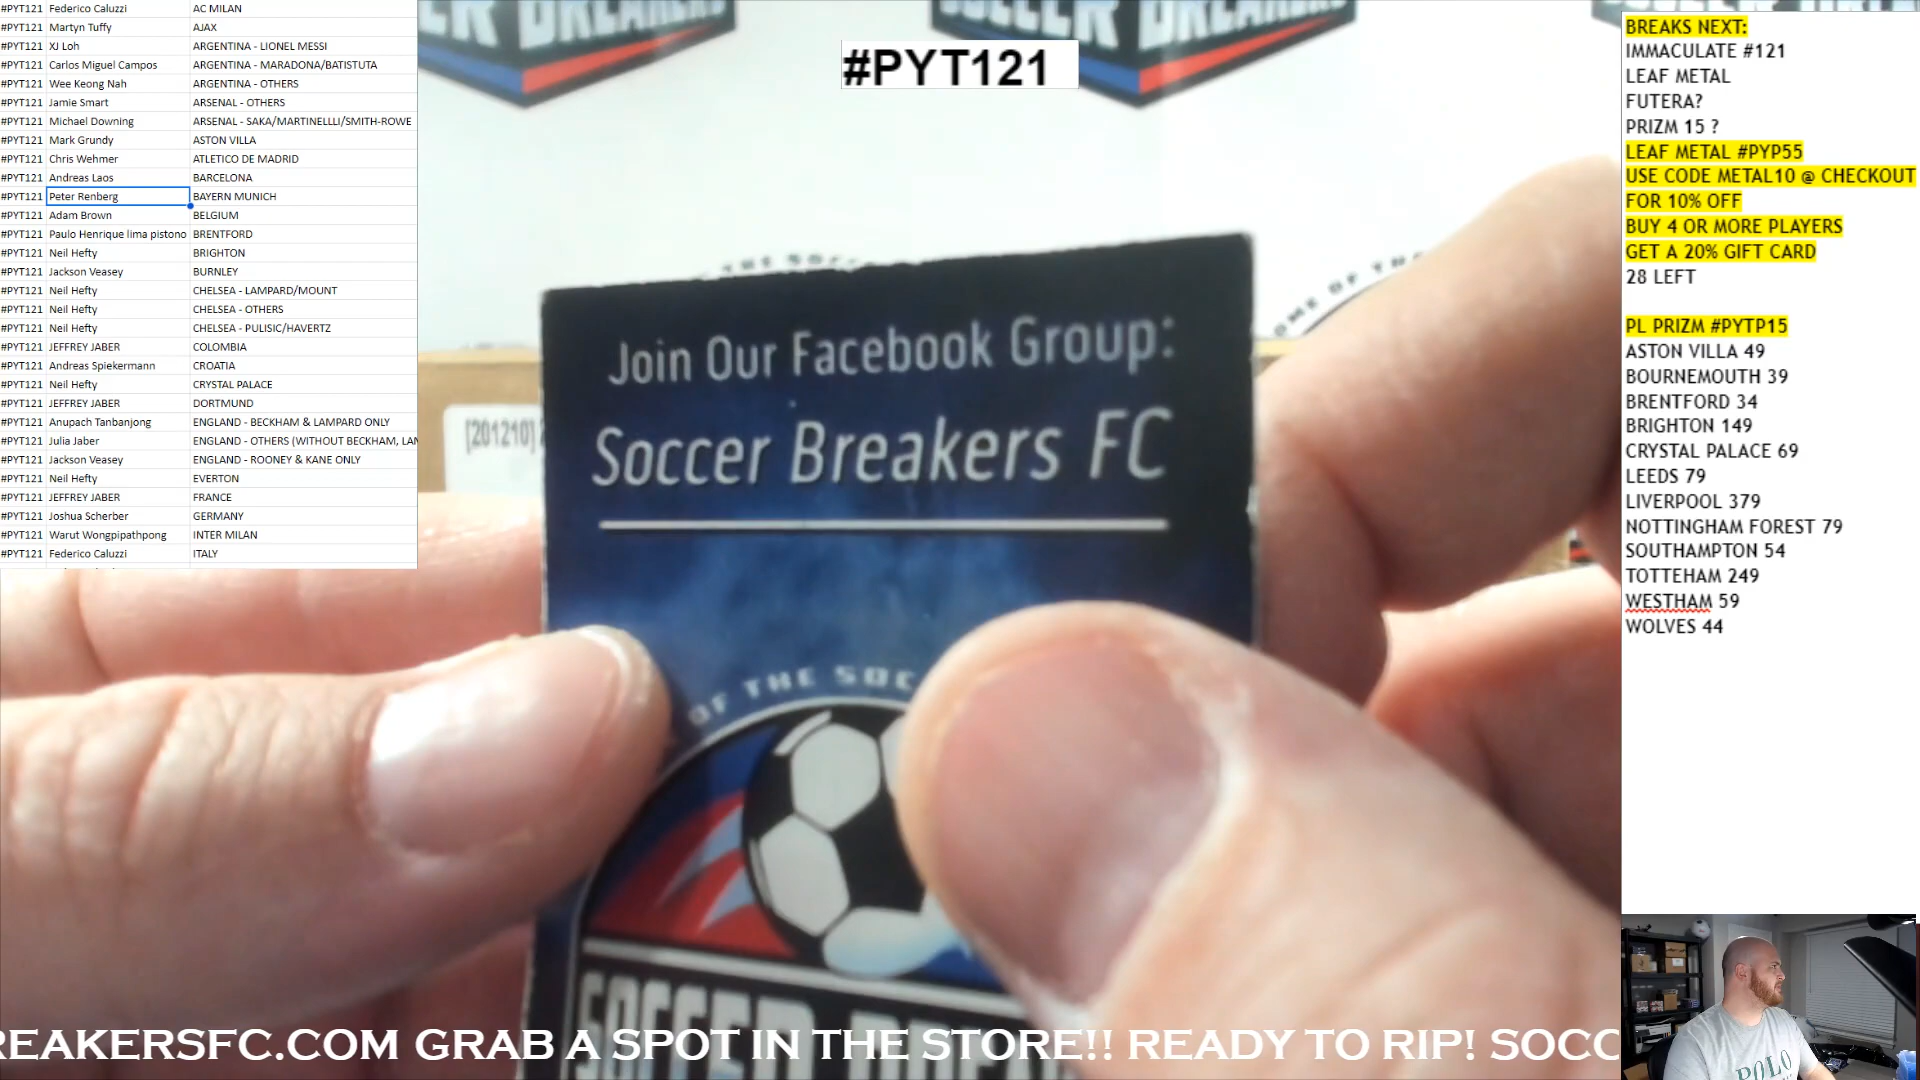 #PYT121 Federico Caluzzi AC MILAN
#PYT121 Martyn Tuffy AJAX
#PYT121 XJ Loh ARGENTINA - LIONEL MESSI
#PYT121 Carlos Miguel Campos ARGENTINA - MARADONA/BATISTUTA
#PYT121 Wee Keong Nah ARGENTINA - OTHERS
#PYT121 Jamie Smart ARSENAL - OTHERS
#PYT121 Michael Downing ARSENAL - SAKA/MARTINELLLI/SMITH-ROWE
#PYT121 Mark Grundy ASTON VILLA
#PYT121 Chris Wehmer ATLETICO DE MADRID
#PYT121 Andreas Laos BARCELONA
#PYT121 Peter Renberg BAYERN MUNICH
#PYT121 Adam Brown BELGIUM
#PYT121 Paulo Henrique lima pistono BRENTFORD
#PYT121 Neil Hefty BRIGHTON
#PYT121 Jackson Veasey BURNLEY
#PYT121 Neil Hefty CHELSEA - LAMPARD/MOUNT
#PYT121 Neil Hefty CHELSEA - OTHERS
#PYT121 Neil Hefty CHELSEA - PULISIC/HAVERTZ
#PYT121 JEFFREY JABER COLOMBIA
#PYT121 Andreas Spiekermann CROATIA
#PYT121 Neil Hefty CRYSTAL PALACE
#PYT121 JEFFREY JABER DORTMUND
#PYT121 Anupach Tanbanjong ENGLAND - BECKHAM & LAMPARD ONLY
#PYT121 Julia Jaber ENGLAND - OTHERS (WITHOUT BECKHAM, LAM
#PYT121 Jackson Veasey ENGLAND - ROONEY & KANE ONLY
#PYT121 Neil Hefty EVERTON
#PYT121 JEFFREY JABER FRANCE
#PYT121 Joshua Scherber GERMANY
#PYT121 Warut Wongpipathpong INTER MILAN
#PYT121 Federico Caluzzi ITALY
#PYT121
[201210]
Join Our Facebook Group:
Soccer Breakers FC
OF THE SOC
SOCCER
BREAKERS NEXT:
IMMACULATE #121
LEAF METAL
FUTERA?
PRIZM 15 ?
LEAF METAL #PYP55
USE CODE METAL10 @ CHECKOUT
FOR 10% OFF
BUY 4 OR MORE PLAYERS
GET A 20% GIFT CARD
28 LEFT
PL PRIZM #PYTP15
ASTON VILLA 49
BOURNEMOUTH 39
BRENTFORD 34
BRIGHTON 149
CRYSTAL PALACE 69
LEEDS 79
LIVERPOOL 379
NOTTINGHAM FOREST 79
SOUTHAMPTON 54
TOTTEHAM 249
WESTHAM 59
WOLVES 44
POLO
REAKERSFC.COM GRAB A SPOT IN THE STORE!! READY TO RIP! SOCC